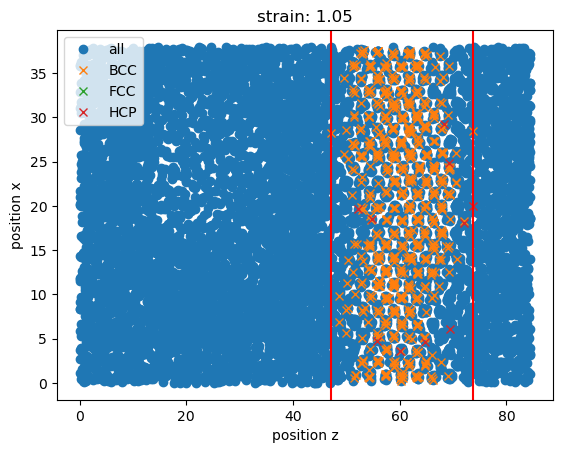 strain: 1.05
all
BCC
FCC
HCP
35
30
25
20
15
10
5
0
position x
0 20 40 60 80
position z